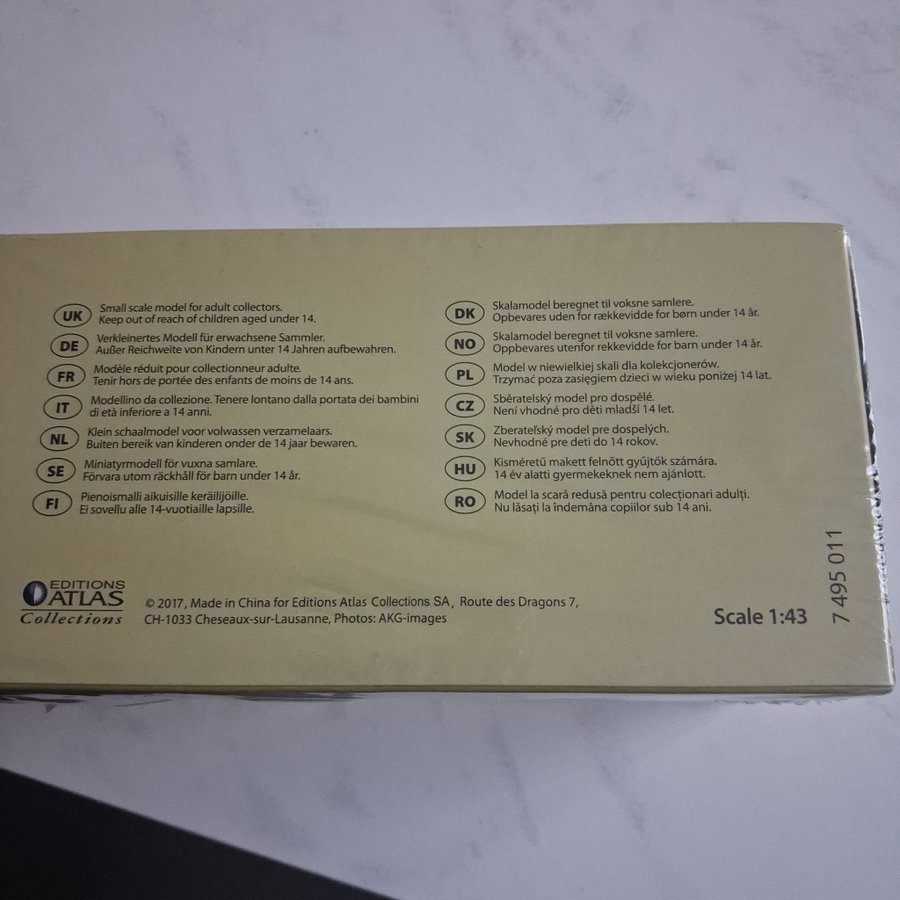 UK
Small scale model for adult collectors.
Keep out of reach of children aged under 14.
DE
Verkleinertes Modell für erwachsene Sammler.
Außer Reichweite von Kindern unter 14 Jahren aufbewahren.
FR
Modèle réduit pour collectionneur adulte.
Tenir hors de portée des enfants de moins de 14 ans.
IT
Modellino da collezione. Tenere lontano dalla portata dei bambini
di età inferiore a 14 anni.
NL
Klein schaalmodel voor volwassen verzamelaars.
Buiten bereik van kinderen onder de 14 jaar bewaren.
SE
Miniatyrmodell för vuxna samlare.
Förvara utom räckhåll för barn under 14 år.
FI
Pienoismalli aikuisille keräilijöille.
Ei sovellu alle 14-vuotiaille lapsille.
DK
Skalamodel beregnet til voksne samlere.
Opbevares uden for rækkevidde for børn under 14 år.
NO
Skalamodel beregnet til voksne samlere.
Oppbevares utenfor rekkevidde for barn under 14 år.
PL
Model w niewielkiej skali dla kolekcjonerów.
Trzymać poza zasięgiem dzieci w wieku poniżej 14 lat.
CZ
Sběratelský model pro dospělé.
Není vhodné pro děti mladší 14 let.
SK
Zberateľský model pre dospelých.
Nevhodné pre deti do 14 rokov.
HU
Kisméretű makett felnőtt gyűjtők számára.
14 év alatti gyermekeknek nem ajánlott.
RO
Model la scară redusă pentru colecționari adulți.
Nu lăsați la îndemâna copiilor sub 14 ani.
EDITIONS
ATLAS
Collections
© 2017, Made in China for Editions Atlas Collections SA, Route des Dragons 7,
CH-1033 Cheseaux-sur-Lausanne, Photos: AKG-images
Scale 1:43
7 495 011